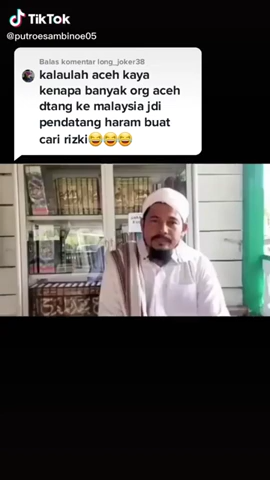 TikTok
@putroesambinoe05
Balas komentar long_joker38
kalaulah aceh kaya
kenapa banyak org aceh
dtang ke malaysia jdi
pendatang haram buat
cari rizki😂😂😂